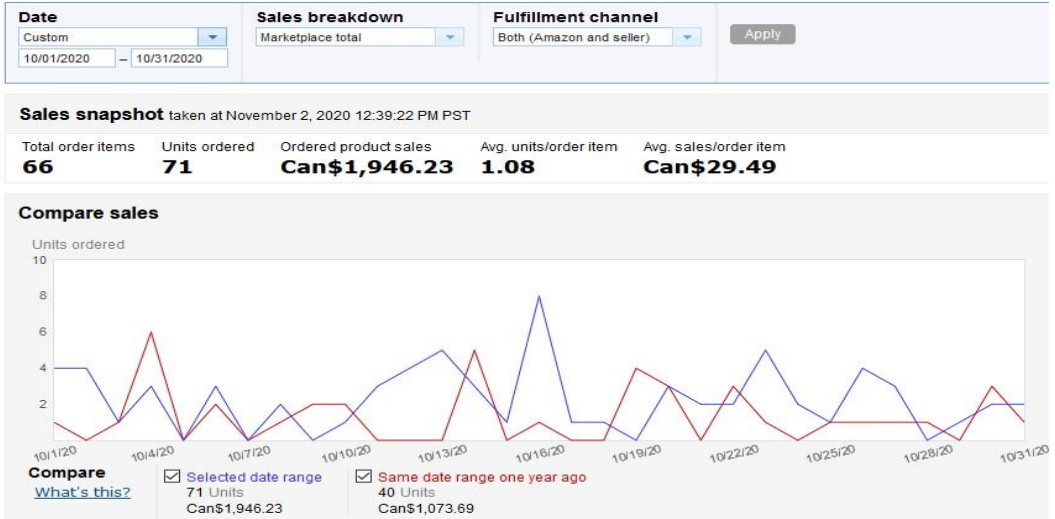 Date Sales breakdown Fulfillment channel
Custom Marketplace total Both (Amazon and seller) Apply
10/01/2020 – 10/31/2020
Sales snapshot taken at November 2, 2020 12:39:22 PM PST
Total order items Units ordered Ordered product sales Avg. units/order item Avg. sales/order item
66 71 Can$1,946.23 1.08 Can$29.49
Compare sales
Units ordered
10
8
6
4
2
10/1/20 10/4/20 10/7/20 10/10/20 10/13/20 10/16/20 10/19/20 10/22/20 10/25/20 10/28/20 10/31/20
Compare Selected date range Same date range one year ago
What's this? 71 Units 40 Units
Can$1,946.23 Can$1,073.69